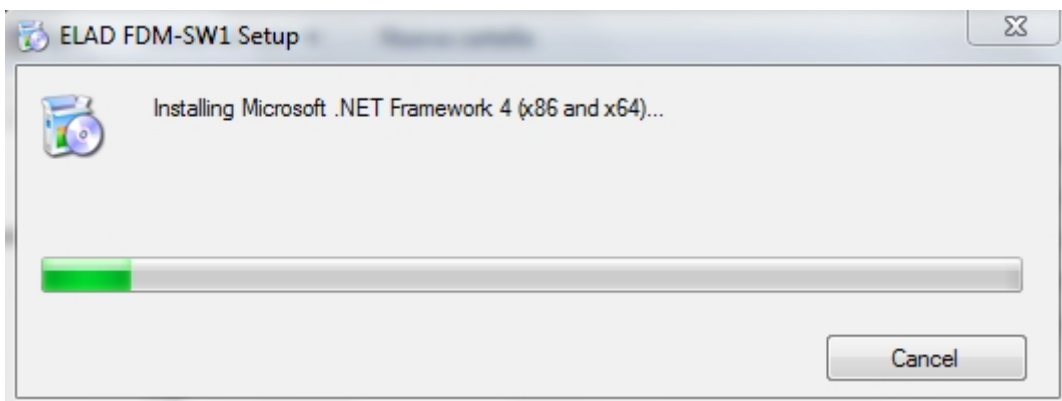 ELAD FDM-SW1 Setup
Installing Microsoft .NET Framework 4 (x86 and x64)...
Cancel